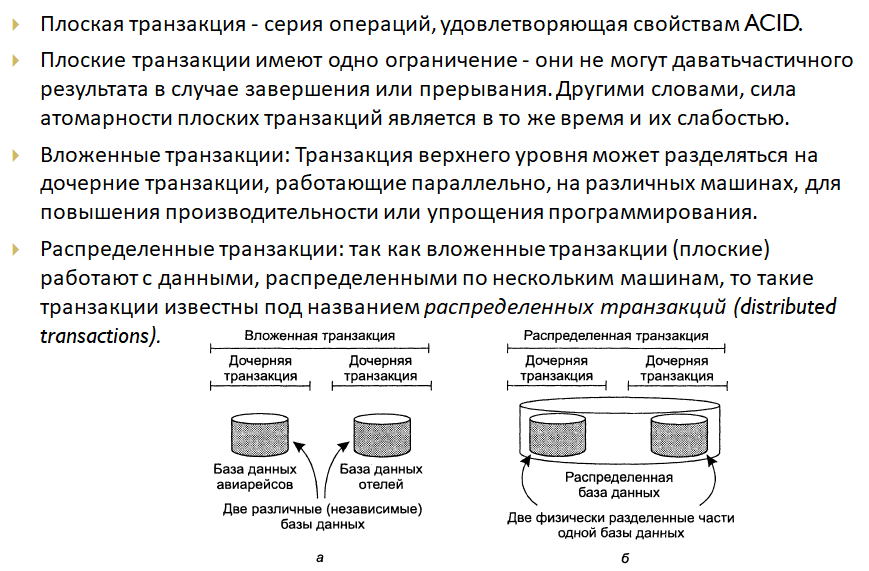 Плоская транзакция - серия операций, удовлетворяющая свойствам ACID.
Плоские транзакции имеют одно ограничение - они не могут даватьчастичного
результата в случае завершения или прерывания. Другими словами, сила
атомарности плоских транзакций является в то же время и их слабостью.
Вложенные транзакции: Транзакция верхнего уровня может разделяться на
дочерние транзакции, работающие параллельно, на различных машинах, для
повышения производительности или упрощения программирования.
Распределенные транзакции: так как вложенные транзакции (плоские)
работают с данными, распределенными по нескольким машинам, то такие
транзакции известны под названием распределенных транзакций (distributed
transactions).
Вложенная транзакция
Дочерняя
транзакция
Дочерняя
транзакция
База данных
авиарейсов
База данных
отелей
Две различные (независимые)
базы данных
а
Распределенная транзакция
Дочерняя
транзакция
Дочерняя
транзакция
Распределенная
база данных
Две физически разделенные части
одной базы данных
б